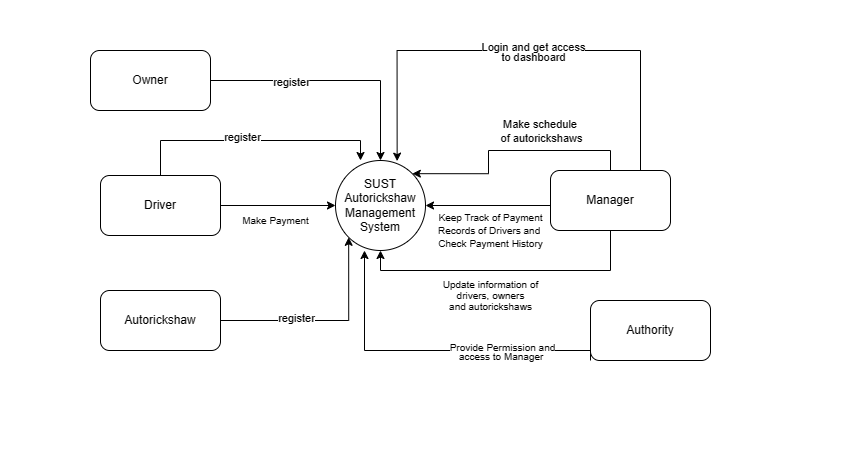 Login and get access
to dashboard
Owner
register
Make schedule
of autorickshaws
register
SUST
Autorickshaw
Management
System
Driver
Make Payment
Manager
Keep Track of Payment
Records of Drivers and
Check Payment History
Update information of
drivers, owners
and autorickshaws
Autorickshaw
register
Authority
Provide Permission and
access to Manager